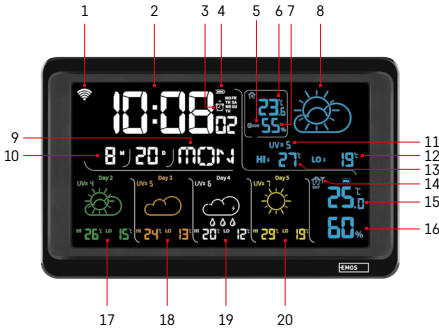 1 2 3 4 5 6 7 8
10:08 02
MO FR
TH SA
WE SU
TU
23.6 °C
55%
UV= 5
HI: 27°C LO: 19°C
9
10
8 M 20 D MON
11
12
13
14
15
16
Day 2 Day 3 Day 4 Day 5
UV= 4 UV= 5 UV= 6 UV= 7
OUT
25.0 °C
60%
HI 26°C LO 15°C HI 24°C LO 13°C HI 20°C LO 12°C HI 29°C LO 19°C
EMOS
17 18 19 20